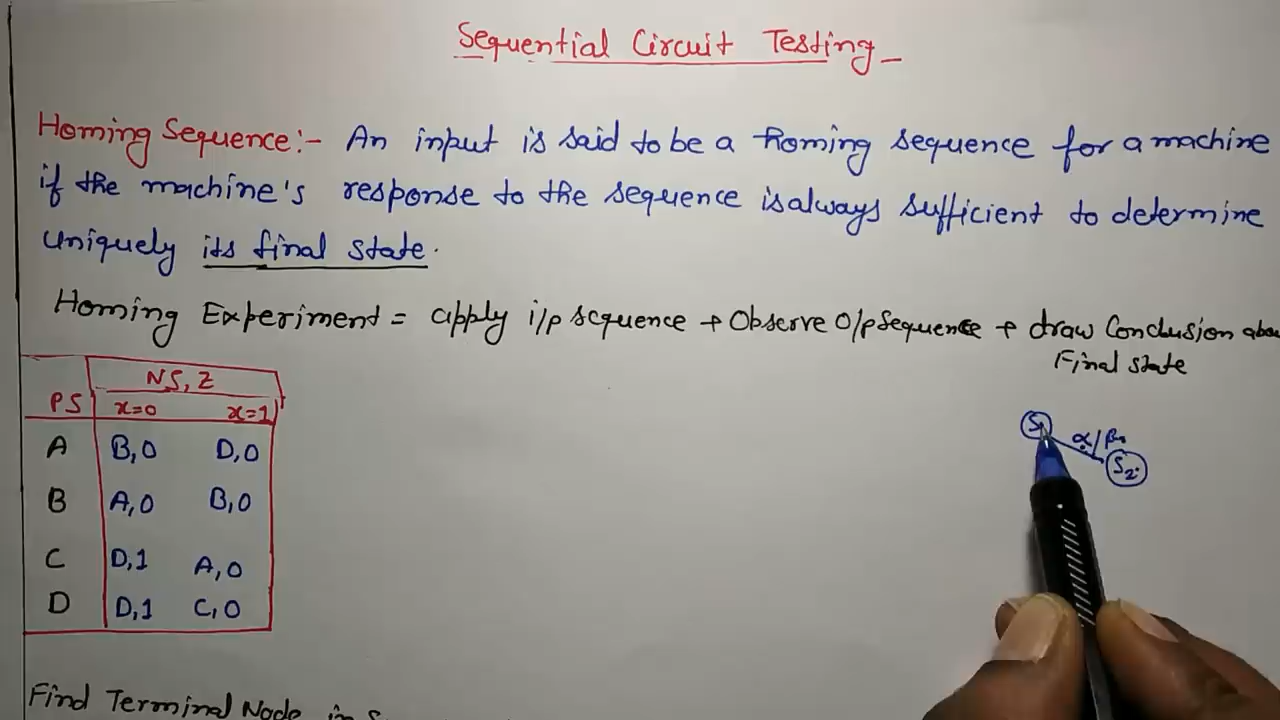 Sequential Circuit Testing
Homing Sequence:- An input is said to be a Homing sequence for a machine
if the machine's response to the sequence is always sufficient to determine
uniquely its final state.
Homing Experiment = apply i/p sequence + Observe O/p Sequence + draw Conclusion abou
Final state
NS, Z
PS x=0 x=1
A B,0 D,0
B A,0 B,0
C D,1 A,0
D D,1 C,0
α/β
S2
Find Terminal Node in